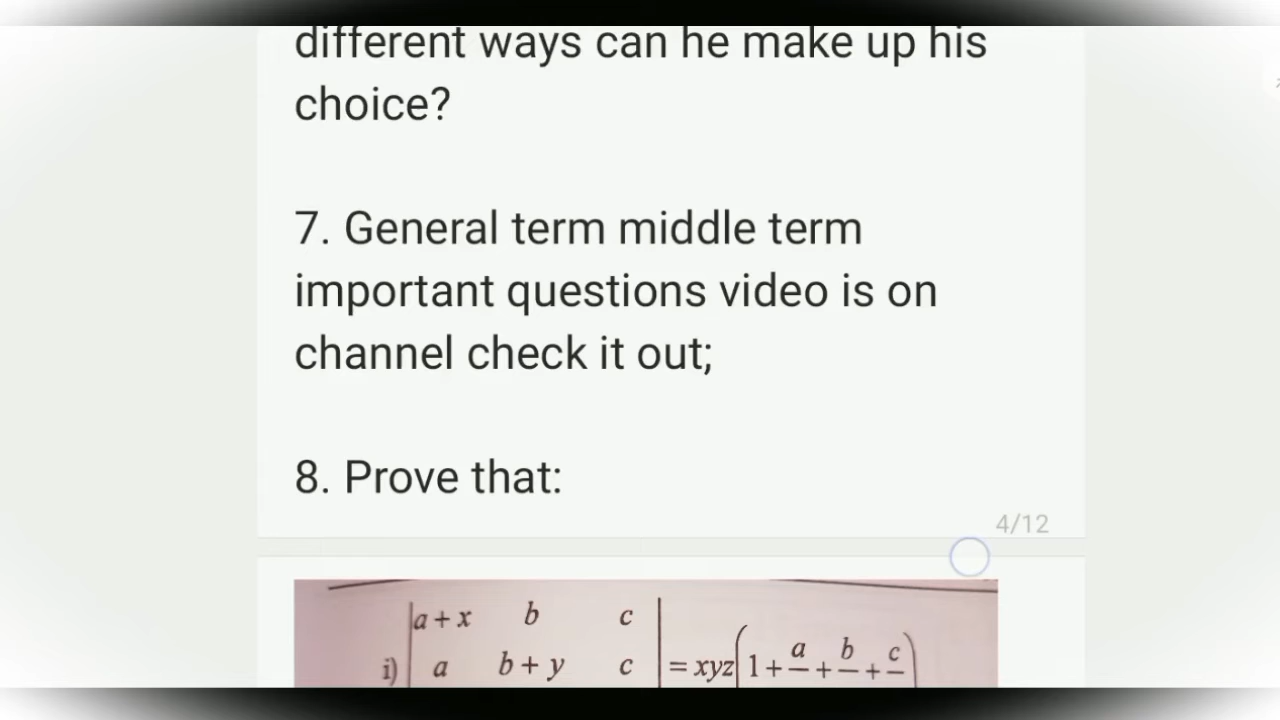 different ways can he make up his
choice?
7. General term middle term
important questions video is on
channel check it out;
8. Prove that:
4/12
a + x b c
i) a b + y c = xyz(1 + a + b + c)